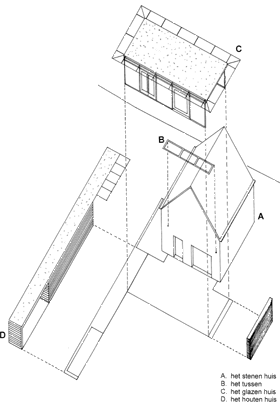 C
B
A
D
A. het stenen huis
B. het tussen
C. het glazen huis
D. het houten huis